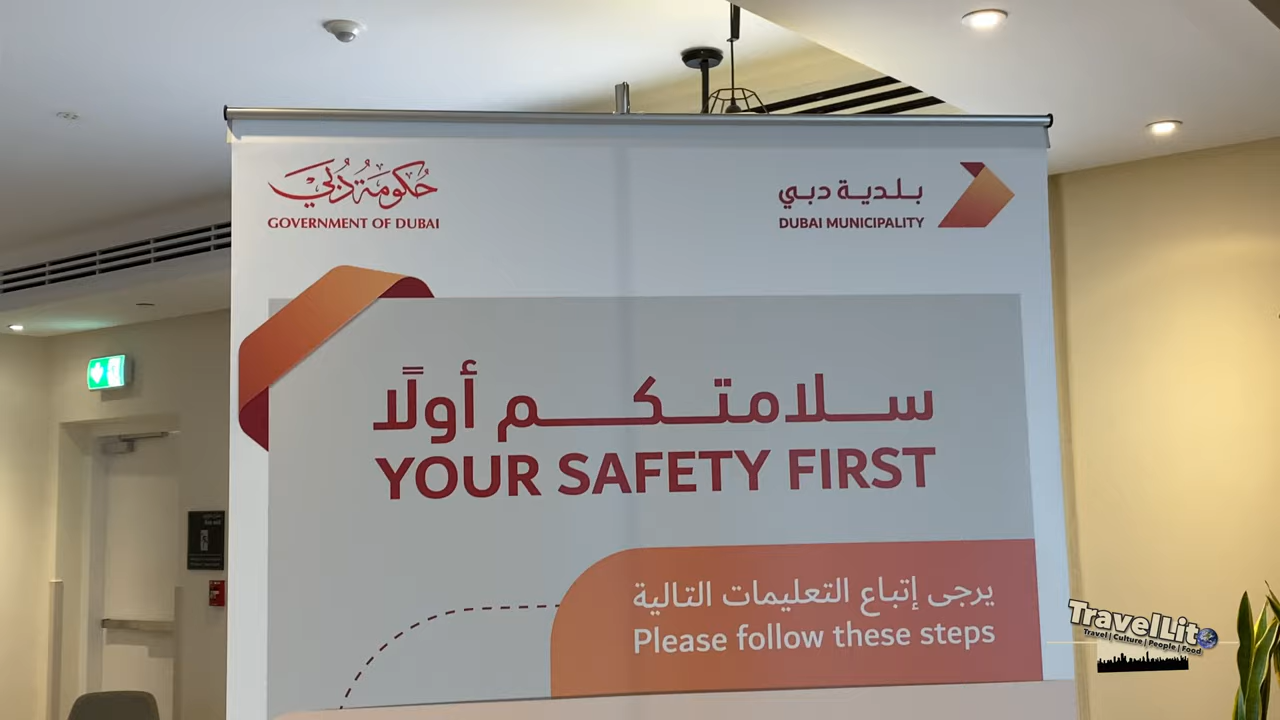 حكومة دبي
GOVERNMENT OF DUBAI
بلدية دبي
DUBAI MUNICIPALITY
سلامتكم أولًا
YOUR SAFETY FIRST
يرجى إتباع التعليمات التالية
Please follow these steps
TravelLite
Travel | Culture | People | Food